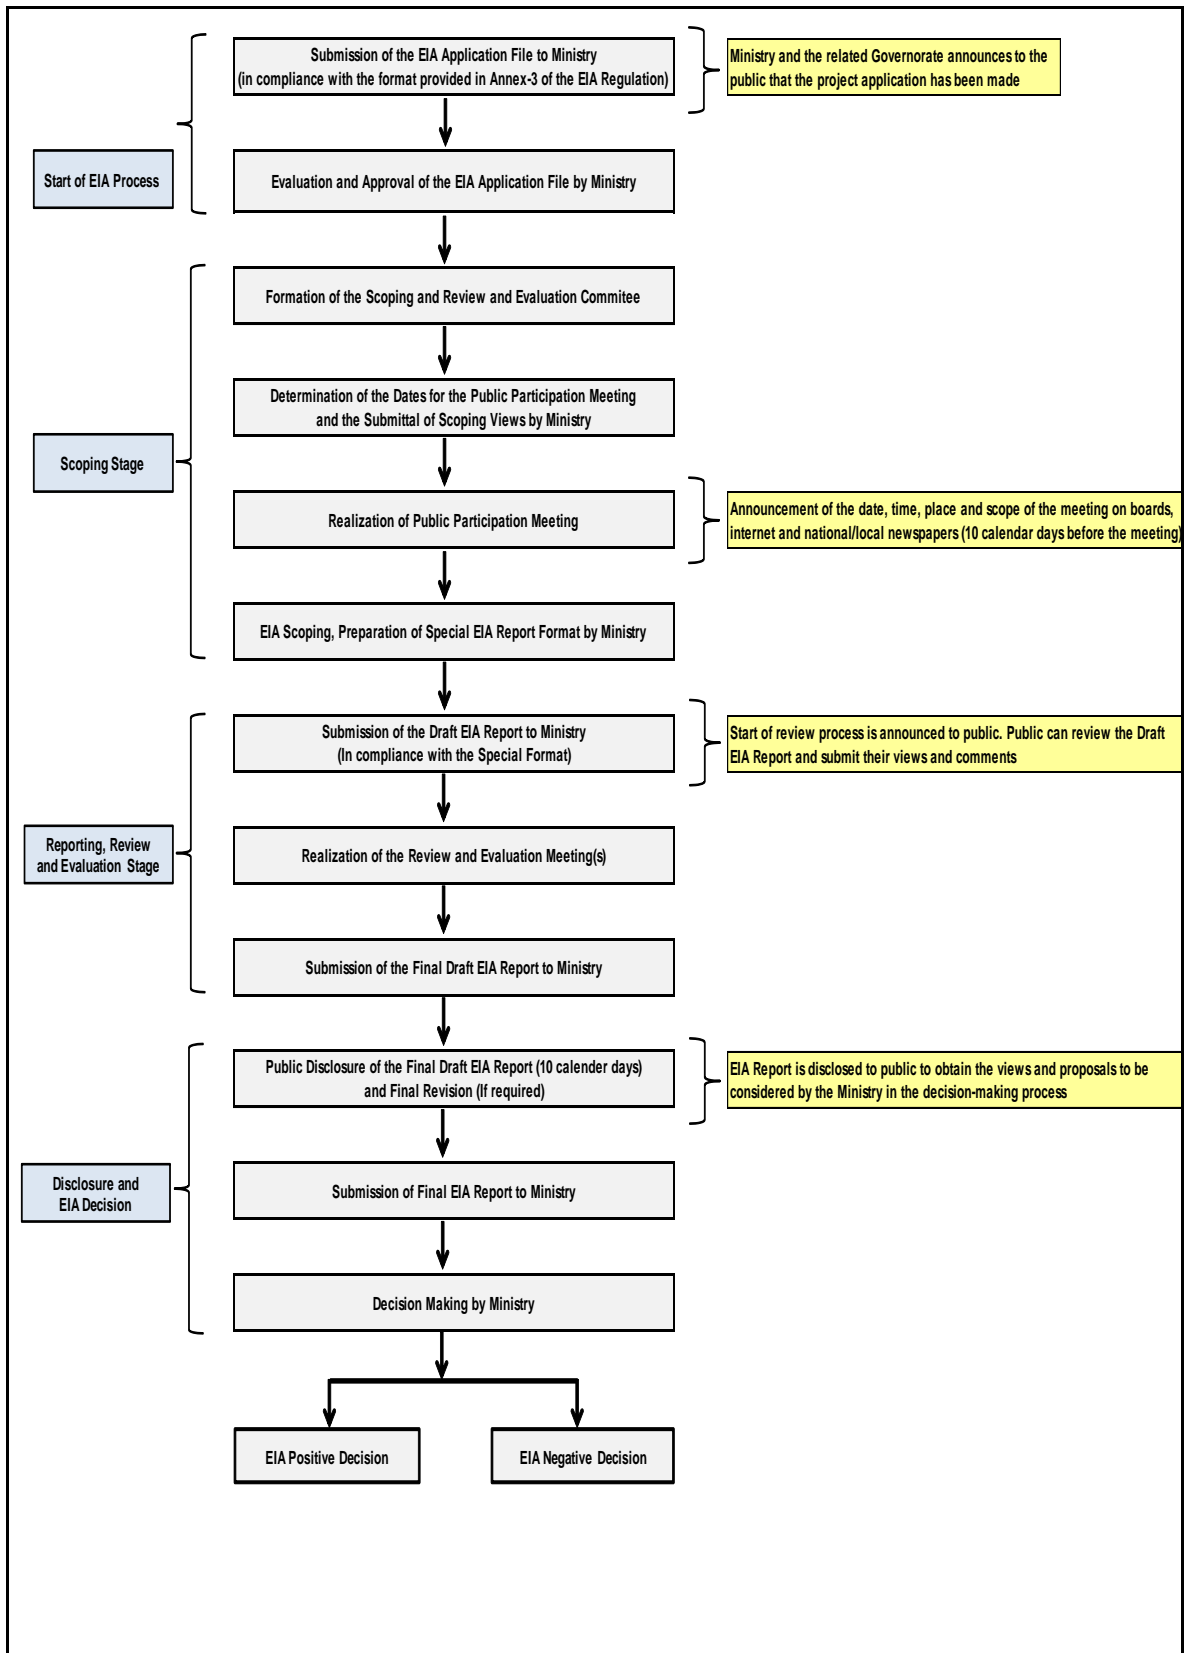 Submission of the EIA Application File to Ministry
(in compliance with the format provided in Annex-3 of the EIA Regulation)
Ministry and the related Governorate announces to the
public that the project application has been made
Start of EIA Process
Evaluation and Approval of the EIA Application File by Ministry
Formation of the Scoping and Review and Evaluation Commitee
Determination of the Dates for the Public Participation Meeting
and the Submittal of Scoping Views by Ministry
Scoping Stage
Realization of Public Participation Meeting
Announcement of the date, time, place and scope of the meeting on boards,
internet and national/local newspapers (10 calendar days before the meeting)
EIA Scoping, Preparation of Special EIA Report Format by Ministry
Submission of the Draft EIA Report to Ministry
(In compliance with the Special Format)
Start of review process is announced to public. Public can review the Draft
EIA Report and submit their views and comments
Reporting, Review
and Evaluation Stage
Realization of the Review and Evaluation Meeting(s)
Submission of the Final Draft EIA Report to Ministry
Public Disclosure of the Final Draft EIA Report (10 calender days)
and Final Revision (If required)
EIA Report is disclosed to public to obtain the views and proposals to be
considered by the Ministry in the decision-making process
Disclosure and
EIA Decision
Submission of Final EIA Report to Ministry
Decision Making by Ministry
EIA Positive Decision
EIA Negative Decision